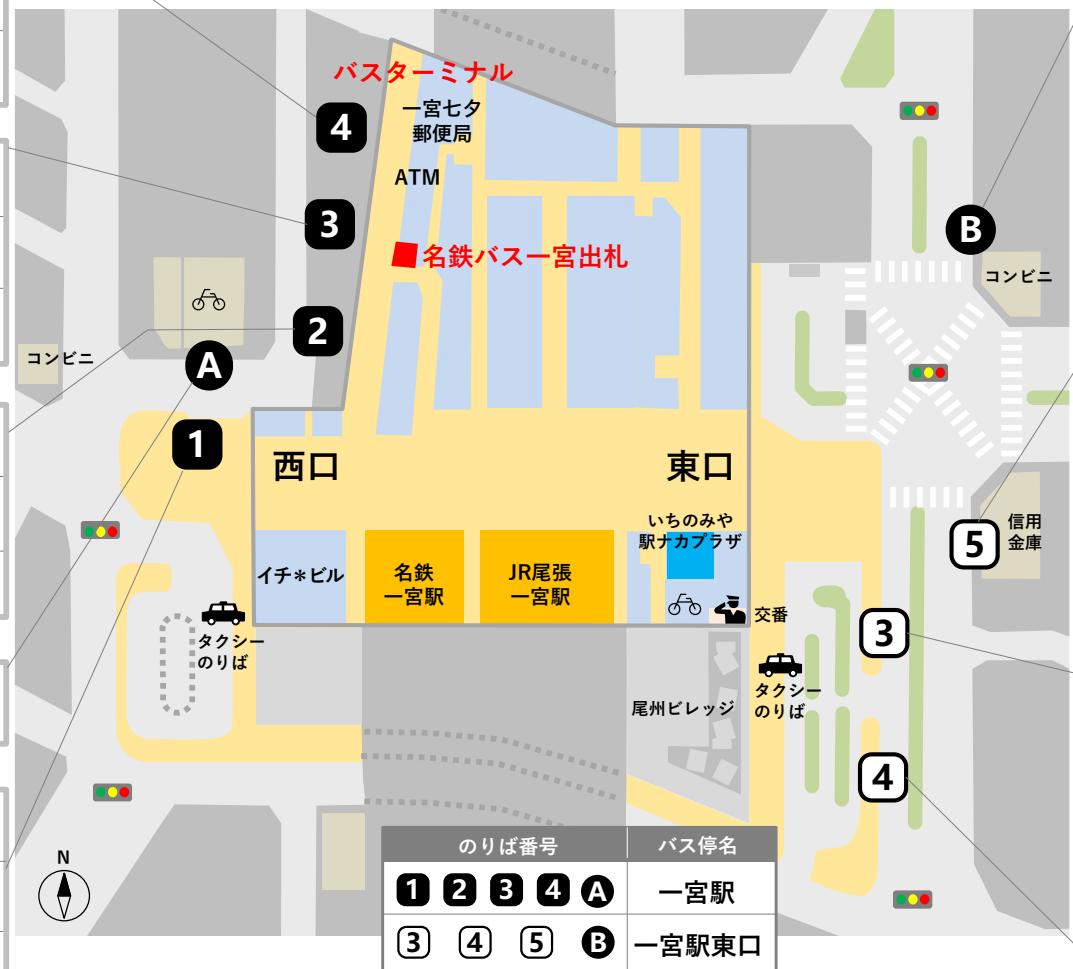 バスターミナル
4
一宮七夕
郵便局
ATM
3
名鉄バス一宮出札
B
コンビニ
2
コンビニ
A
1
西口
東口
いちのみや
駅ナカプラザ
5
信用
金庫
イチ*ビル
名鉄
一宮駅
JR尾張
一宮駅
交番
タクシー
のりば
3
タクシー
のりば
尾州ビレッジ
4
N
のりば番号 バス停名
1 2 3 4 A 一宮駅
3 4 5 B 一宮駅東口